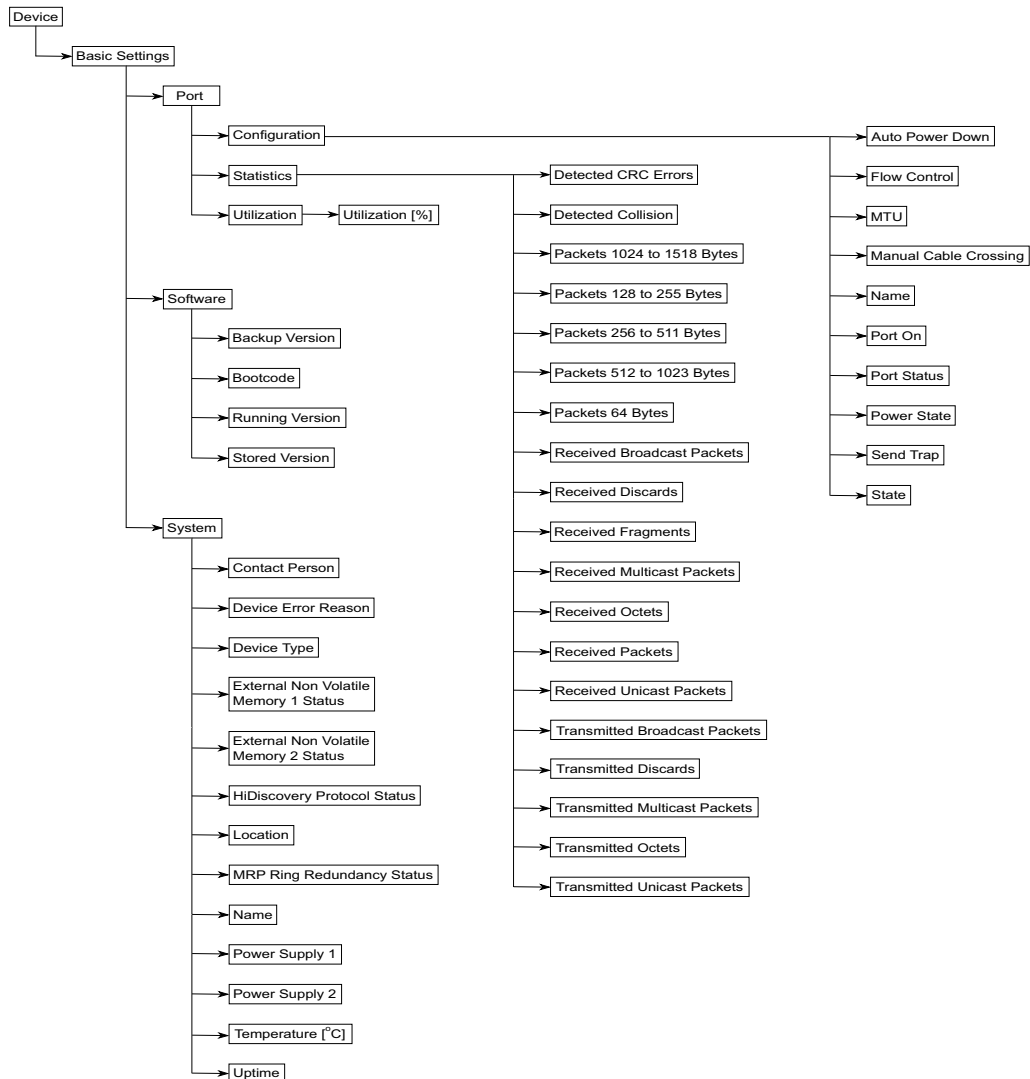 Device
Basic Settings
Port
Configuration
Auto Power Down
Flow Control
MTU
Manual Cable Crossing
Name
Port On
Port Status
Power State
Send Trap
State
Statistics
Detected CRC Errors
Detected Collision
Packets 1024 to 1518 Bytes
Packets 128 to 255 Bytes
Packets 256 to 511 Bytes
Packets 512 to 1023 Bytes
Packets 64 Bytes
Received Broadcast Packets
Received Discards
Received Fragments
Received Multicast Packets
Received Octets
Received Packets
Received Unicast Packets
Transmitted Broadcast Packets
Transmitted Discards
Transmitted Multicast Packets
Transmitted Octets
Transmitted Unicast Packets
Utilization
Utilization [%]
Software
Backup Version
Bootcode
Running Version
Stored Version
System
Contact Person
Device Error Reason
Device Type
External Non Volatile
Memory 1 Status
External Non Volatile
Memory 2 Status
HiDiscovery Protocol Status
Location
MRP Ring Redundancy Status
Name
Power Supply 1
Power Supply 2
Temperature [°C]
Uptime